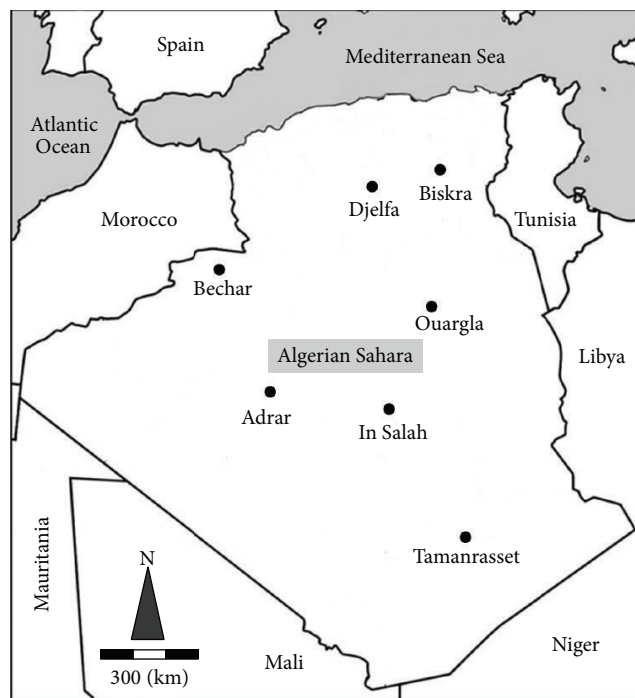 Spain
Mediterranean Sea
Atlantic
Ocean
Biskra
Djelfa
Morocco
Tunisia
Bechar
Ouargla
Algerian Sahara
Libya
Adrar
In Salah
Mauritania
N
Tamanrasset
Niger
Mali
300 (km)